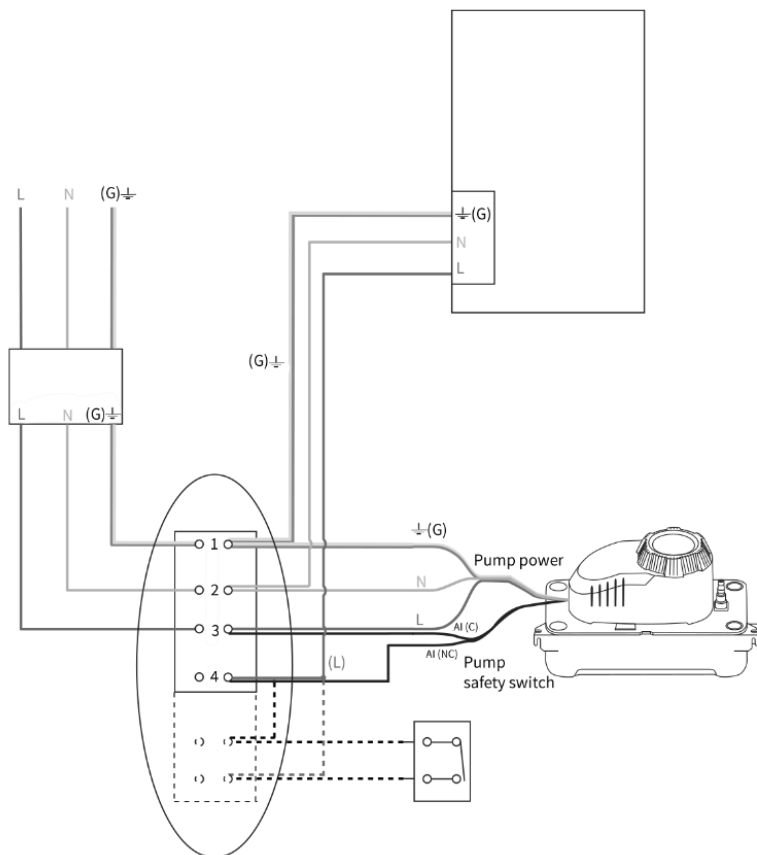 L N (G)⏚
⏚(G)
N
L
(G)⏚
L N (G)⏚
1
2
3
4
⏚(G)
Pump power
N
L
AI (C)
AI (NC)
Pump
safety switch
(L)